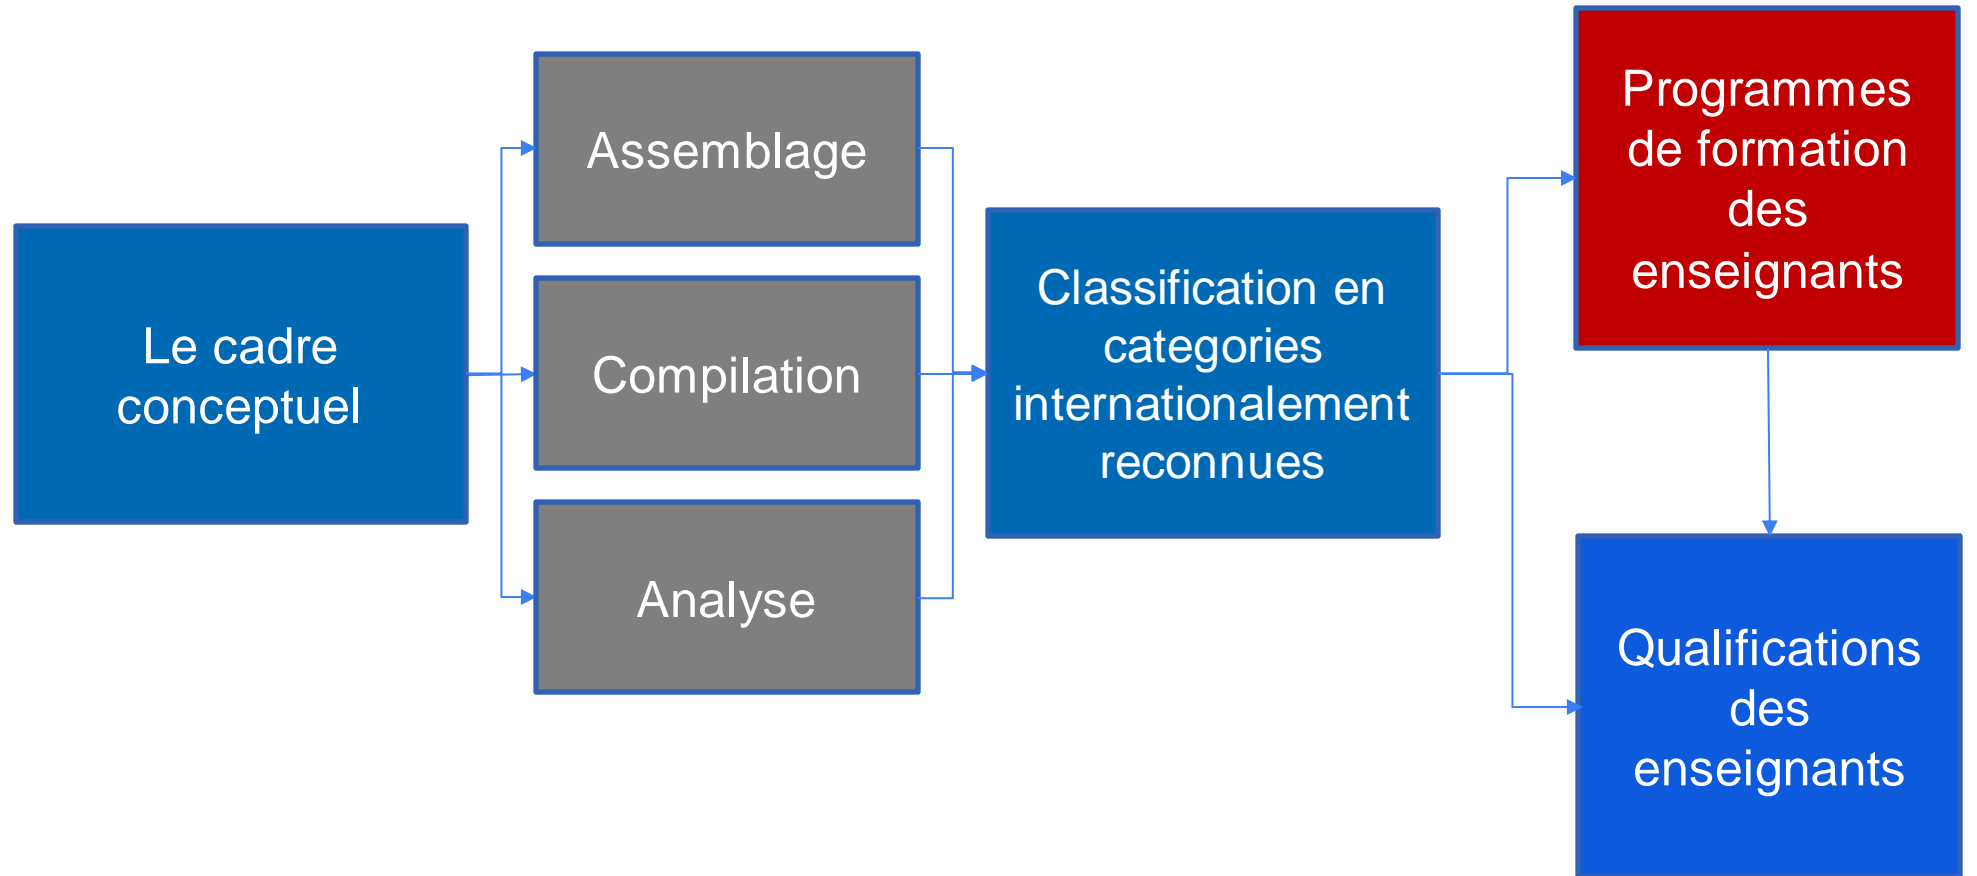 Le cadre
conceptuel
Assemblage
Compilation
Analyse
Classification en
categories
internationalement
reconnues
Programmes
de formation
des
enseignants
Qualifications
des
enseignants